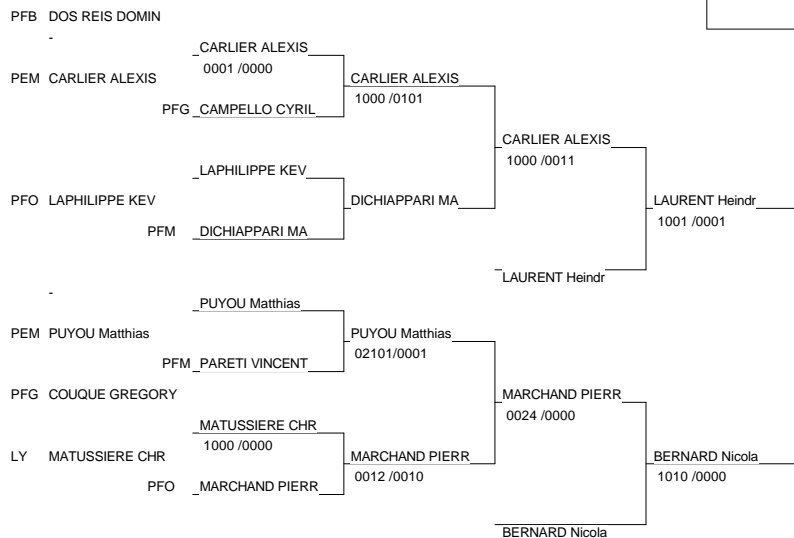 PFB DOS REIS DOMIN
-
CARLIER ALEXIS
0001 /0000
PEM CARLIER ALEXIS
CARLIER ALEXIS
1000 /0101
PFG CAMPELLO CYRIL
CARLIER ALEXIS
1000 /0011
LAPHILIPPE KEV
PFO LAPHILIPPE KEV
DICHIAPPARI MA
LAURENT Heindr
1001 /0001
PFM DICHIAPPARI MA
LAURENT Heindr
-
PUYOU Matthias
PEM PUYOU Matthias
PUYOU Matthias
02101/0001
PFM PARETI VINCENT
PFG COUQUE GREGORY
MARCHAND PIERR
0024 /0000
MATUSSIERE CHR
1000 /0000
LY MATUSSIERE CHR
MARCHAND PIERR
0012 /0010
BERNARD Nicola
1010 /0000
PFO MARCHAND PIERR
BERNARD Nicola